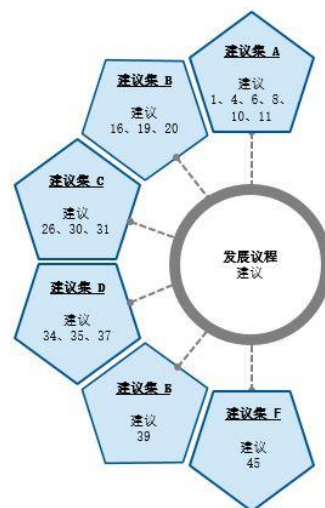 建议集 A
建议
1、4、6、8、
10、11
建议集 B
建议
16、19、20
建议集 C
建议
26、30、31
发展议程
建议
建议集 D
建议
34、35、37
建议集 E
建议
39
建议集 F
建议
45